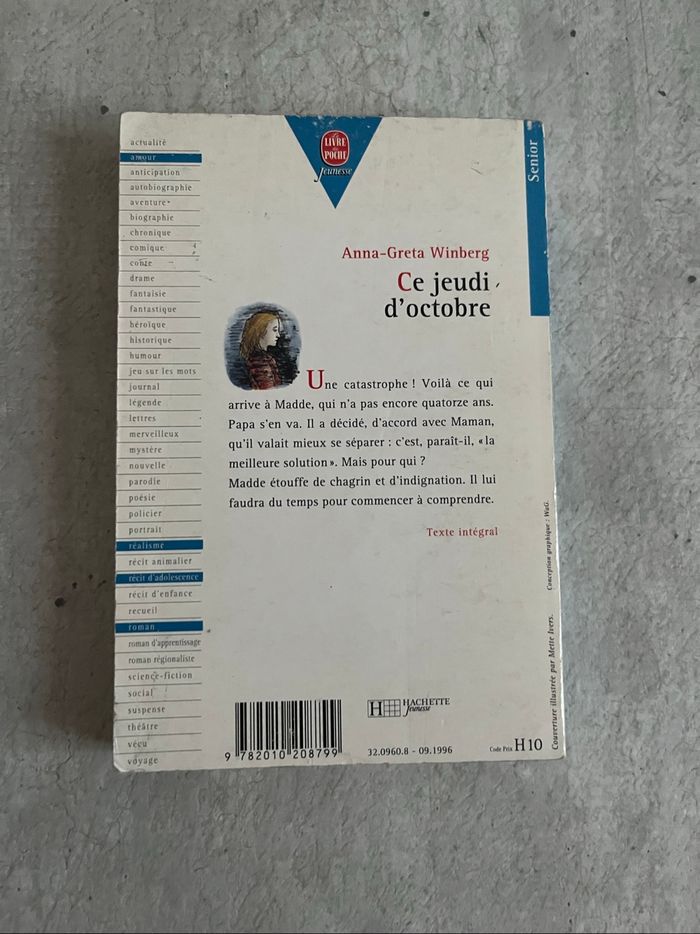 actualité
amour
anticipation
autobiographie
aventure
biographie
chronique
comique
conte
drame
fantaisie
fantastique
héroïque
historique
humour
jeu sur les mots
journal
légende
lettres
merveilleux
mystère
nouvelle
parodie
poésie
policier
portrait
réalisme
récit animalier
récit d'adolescence
récit d'enfance
recueil
roman
roman d'apprentissage
roman régionaliste
science-fiction
social
suspense
théâtre
vécu
voyage
Le
LIVRE
de
POCHE
Jeunesse
Senior
Anna-Greta Winberg
Ce jeudi
d'octobre
Une catastrophe ! Voilà ce qui
arrive à Madde, qui n'a pas encore quatorze ans.
Papa s'en va. Il a décidé, d'accord avec Maman,
qu'il valait mieux se séparer : c'est, paraît-il, «la
meilleure solution». Mais pour qui ?
Madde étouffe de chagrin et d'indignation. Il lui
faudra du temps pour commencer à comprendre.
Texte intégral
Conception graphique : WaG.
Couverture illustrée par Mette Ivers.
H HACHETTE
Jeunesse
9 782010 208799
32.0960.8 - 09.1996
Code Prix H 10